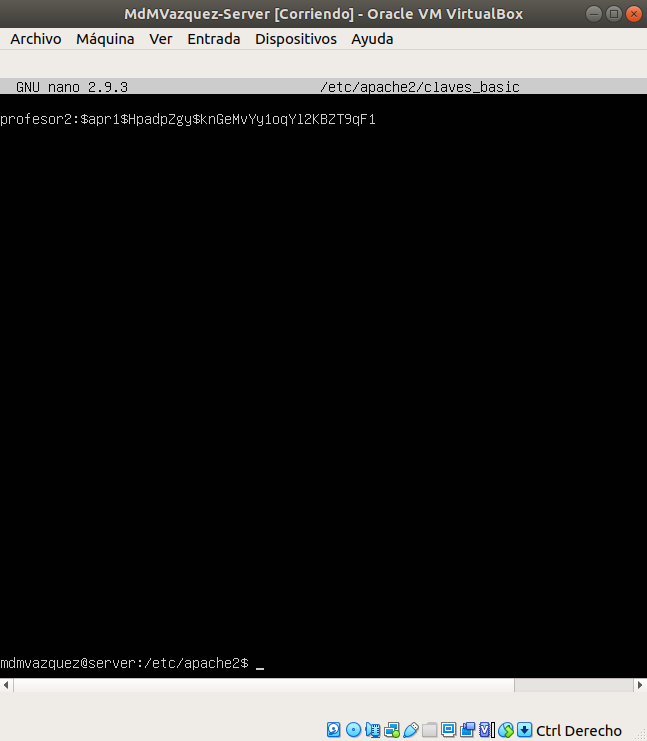 MdMVazquez-Server [Corriendo] - Oracle VM VirtualBox
Archivo Máquina Ver Entrada Dispositivos Ayuda
GNU nano 2.9.3 /etc/apache2/claves_basic
profesor2:$apr1$HpadpZgy$knGeMvYy1oqYl2KBZT9qF1
mdmvazquez@server:/etc/apache2$ _
Ctrl Derecho